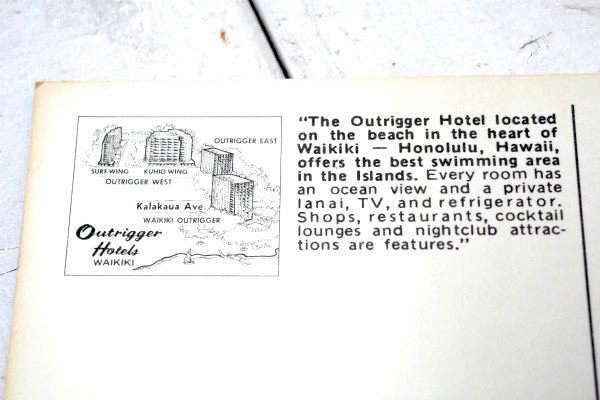 OUTRIGGER EAST
SURF WING KUHIO WING
OUTRIGGER WEST
Kalakaua Ave.
WAIKIKI OUTRIGGER
Outrigger
Hotels
WAIKIKI
"The Outrigger Hotel located
on the beach in the heart of
Waikiki — Honolulu, Hawaii,
offers the best swimming area
in the Islands. Every room has
an ocean view and a private
lanai, TV, and refrigerator.
Shops, restaurants, cocktail
lounges and nightclub attrac-
tions are features."